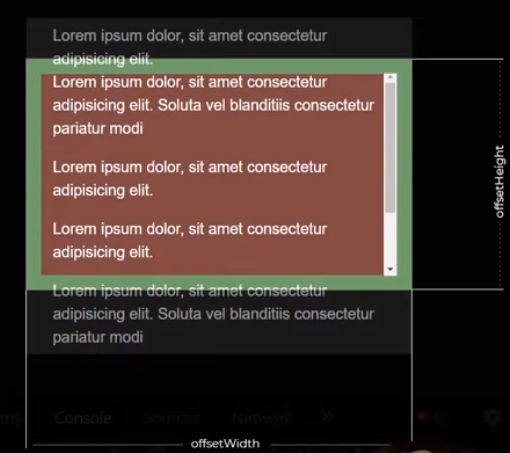 Lorem ipsum dolor, sit amet consectetur
adipisicing elit.
Lorem ipsum dolor, sit amet consectetur
adipisicing elit. Soluta vel blanditiis consectetur
pariatur modi
Lorem ipsum dolor, sit amet consectetur
adipisicing elit.
Lorem ipsum dolor, sit amet consectetur
adipisicing elit.
Lorem ipsum dolor, sit amet consectetur
adipisicing elit. Soluta vel blanditiis consectetur
pariatur modi
offsetHeight
Console Sources Network
offsetWidth